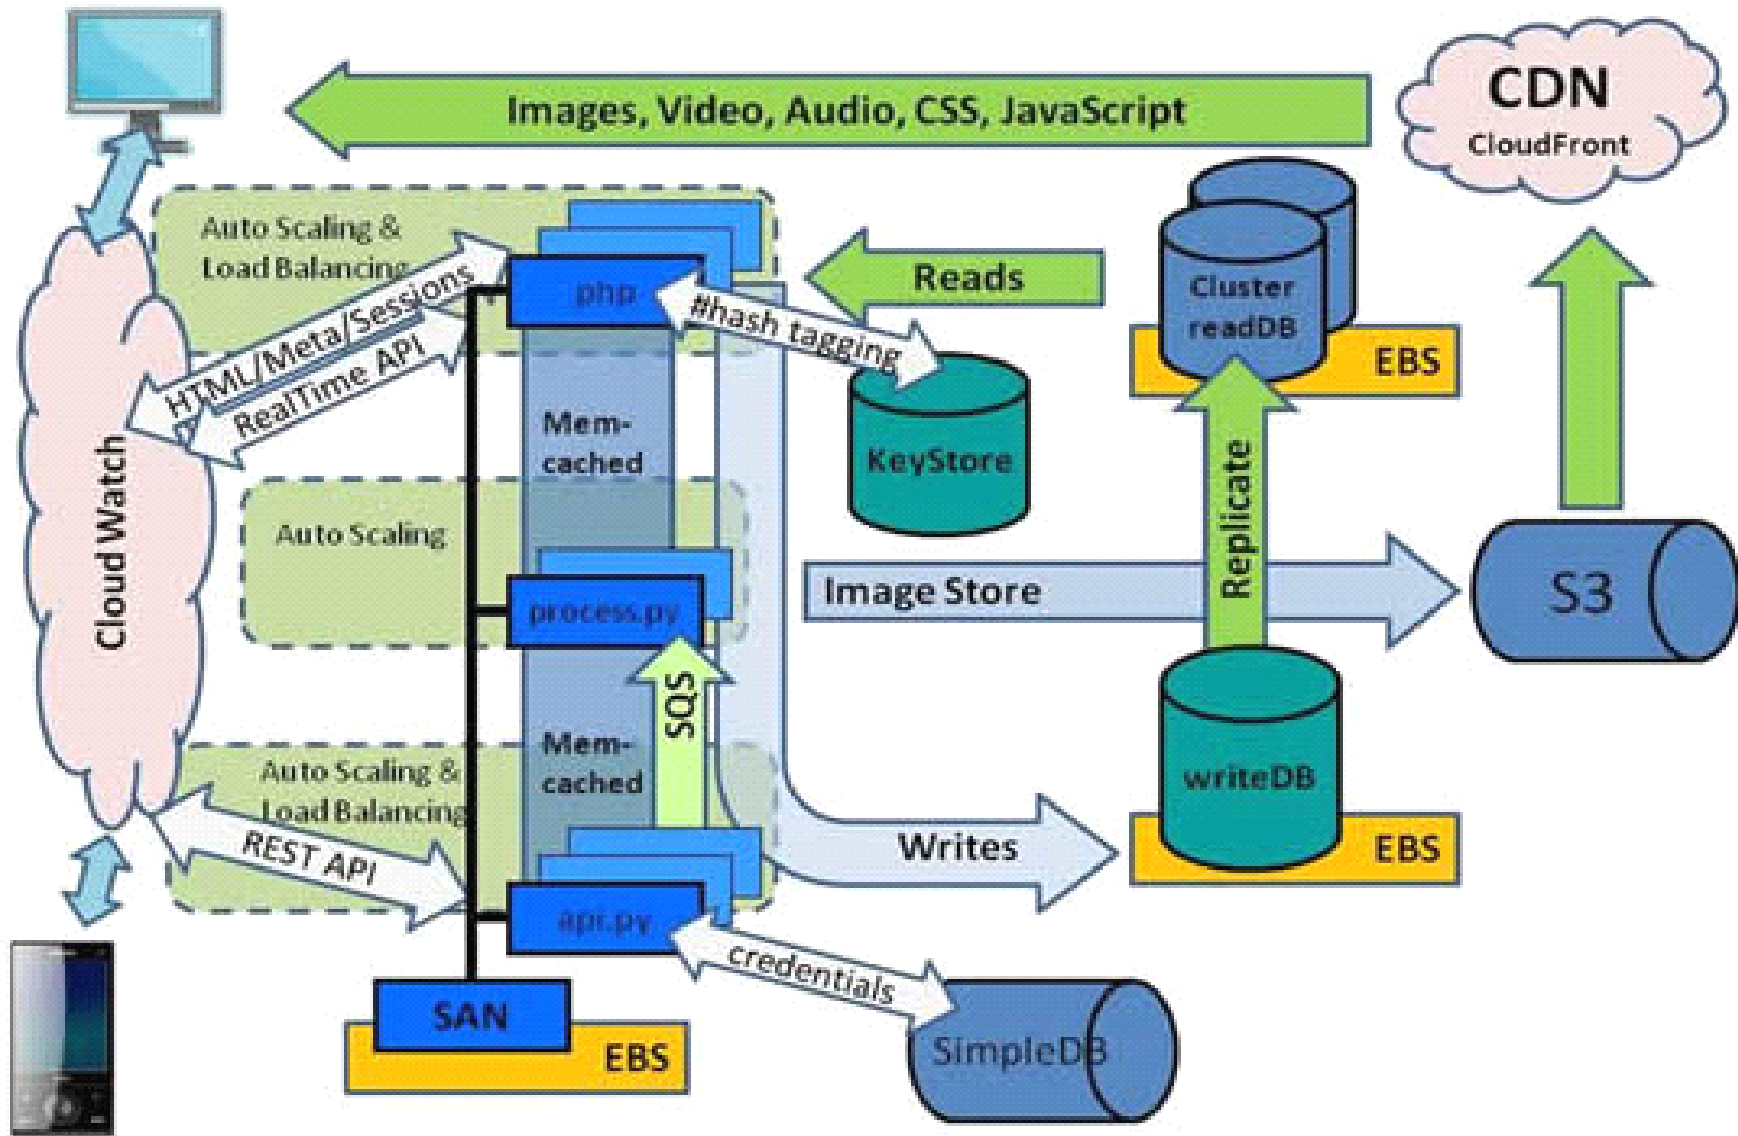 CDN
CloudFront
Images, Video, Audio, CSS, JavaScript
Auto Scaling &
Load Balancing
HTML/Meta/Sessions
RealTime API
php
#hash tagging
Reads
Cluster
readDB
EBS
KeyStore
Mem-
cached
Cloud Watch
Auto Scaling
process.py
Image Store
Replicate
S3
SQS
Mem-
cached
Auto Scaling &
Load Balancing
REST API
writeDB
EBS
Writes
api.py
credentials
SAN
EBS
SimpleDB